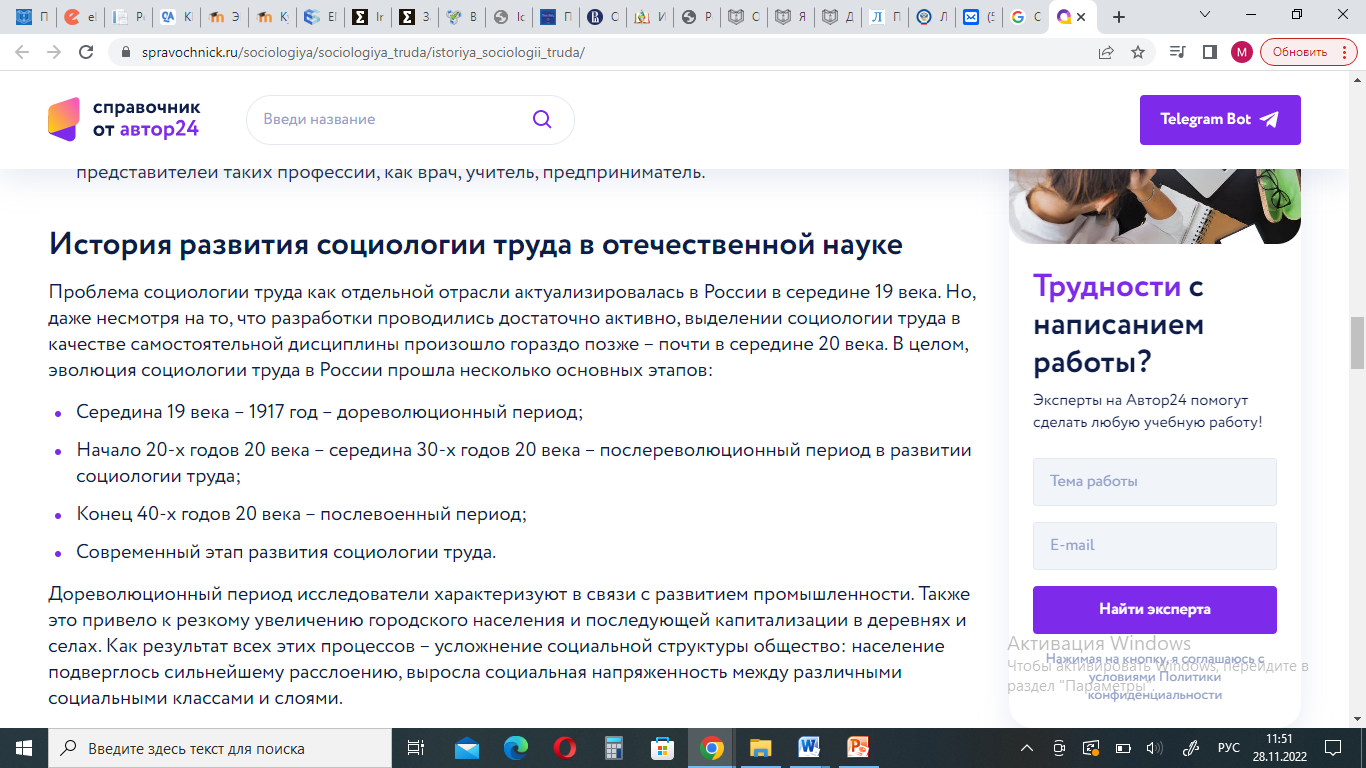 spravochnick.ru/sociologiya/sociologiya_truda/istoriya_sociologii_truda/
М
Обновить
справочник
от автор24
Введи название
Telegram Bot
представителей таких профессий, как врач, учитель, предприниматель.
История развития социологии труда в отечественной науке
Проблема социологии труда как отдельной отрасли актуализировалась в России в середине 19 века. Но,
даже несмотря на то, что разработки проводились достаточно активно, выделении социологии труда в
качестве самостоятельной дисциплины произошло гораздо позже – почти в середине 20 века. В целом,
эволюция социологии труда в России прошла несколько основных этапов:
Середина 19 века – 1917 год – дореволюционный период;
Начало 20-х годов 20 века – середина 30-х годов 20 века – послереволюционный период в развитии
социологии труда;
Конец 40-х годов 20 века – послевоенный период;
Современный этап развития социологии труда.
Дореволюционный период исследователи характеризуют в связи с развитием промышленности. Также
это привело к резкому увеличению городского населения и последующей капитализации в деревнях и
селах. Как результат всех этих процессов – усложнение социальной структуры общество: население
подверглось сильнейшему расслоению, выросла социальная напряженность между различными
социальными классами и слоями.
Трудности с
написанием
работы?
Эксперты на Автор24 помогут
сделать любую учебную работу!
Тема работы
E-mail
Найти эксперта
Нажимая на кнопку, я соглашаюсь с
условиями Политики
конфиденциальности
Активация Windows
Чтобы активировать Windows, перейдите в
раздел "Параметры".
Введите здесь текст для поиска
РУС
11:51
28.11.2022